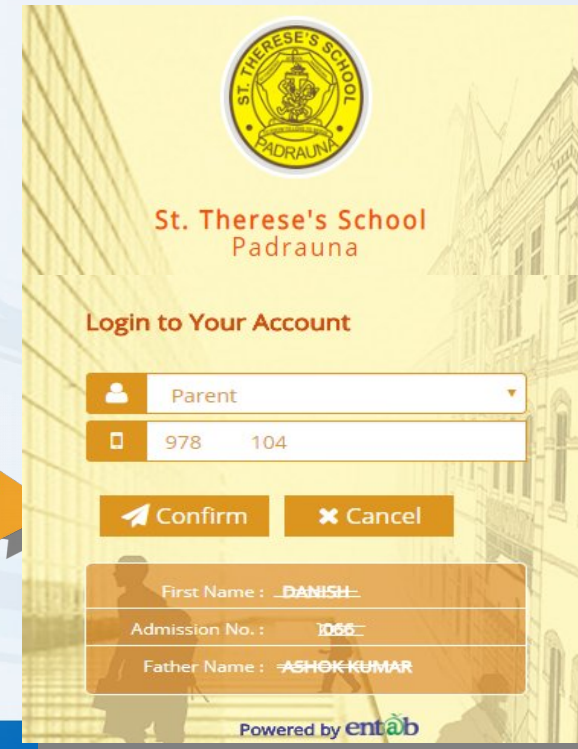 ST. THERESE'S SCHOOL
PADRAUNA
St. Therese's School
Padrauna
Login to Your Account
Parent
978 104
Confirm
Cancel
First Name : DANISH
Admission No. : 1066
Father Name : ASHOK KUMAR
Powered by entab